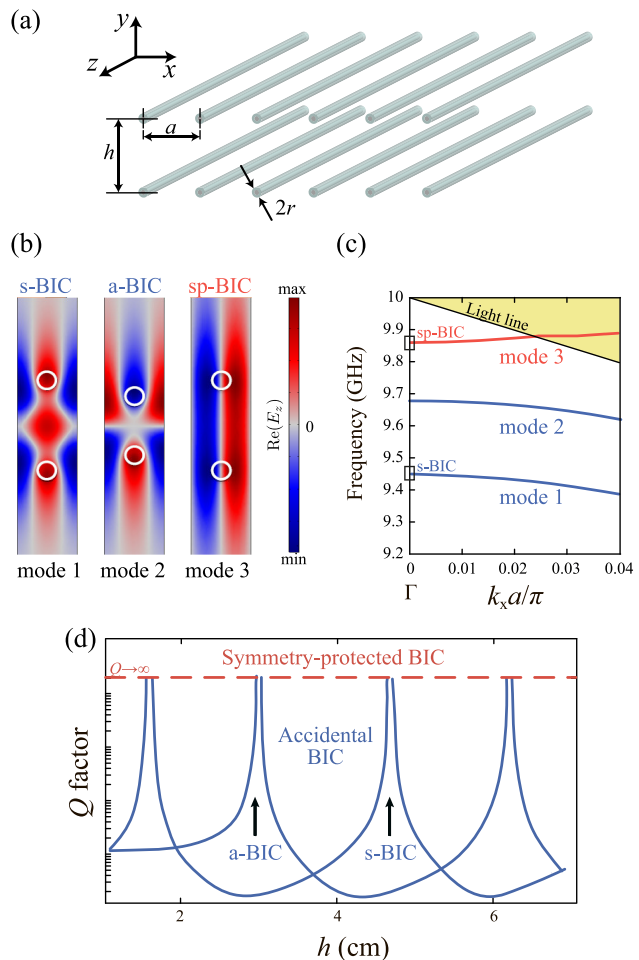 (a)
y
z
x
a
h
2r
(b)
s-BIC a-BIC sp-BIC
max
Re(E_z)
0
min
mode 1 mode 2 mode 3
(c)
10
Light line
9.9
sp-BIC
mode 3
9.8
Frequency (GHz)
9.7
mode 2
9.6
9.5
s-BIC
9.4
mode 1
9.3
9.2
0 0.01 0.02 0.03 0.04
Γ
k_x a/π
(d)
Q→∞
Symmetry-protected BIC
Accidental
BIC
Q factor
a-BIC
s-BIC
2 4 6
h (cm)